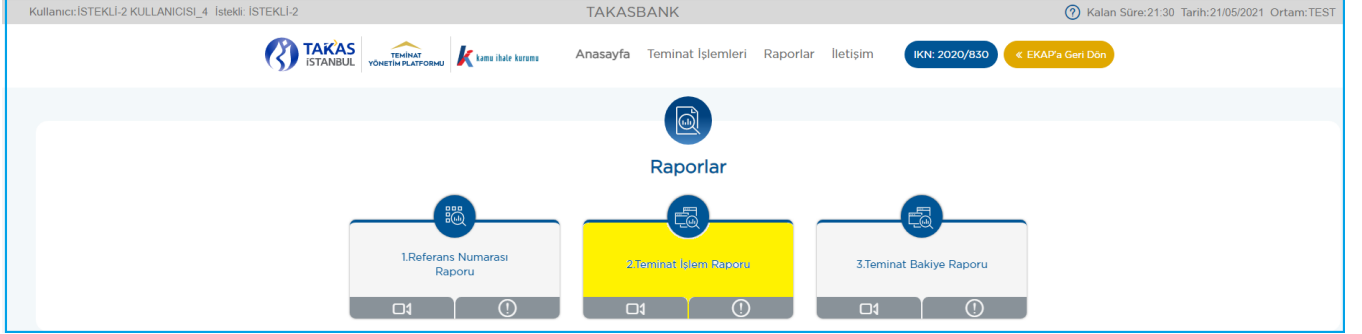 Kullanıcı:İSTEKLİ-2 KULLANICISI_4 İstekli: İSTEKLİ-2 TAKASBANK Kalan Süre:21:30 Tarih:21/05/2021 Ortam:TEST
TAKAS
İSTANBUL
TEMİNAT
YÖNETİM PLATFORMU
kamu ihale kurumu
Anasayfa Teminat İşlemleri Raporlar İletişim IKN: 2020/830 « EKAP'a Geri Dön
Raporlar
1.Referans Numarası
Raporu
2.Teminat İşlem Raporu
3.Teminat Bakiye Raporu